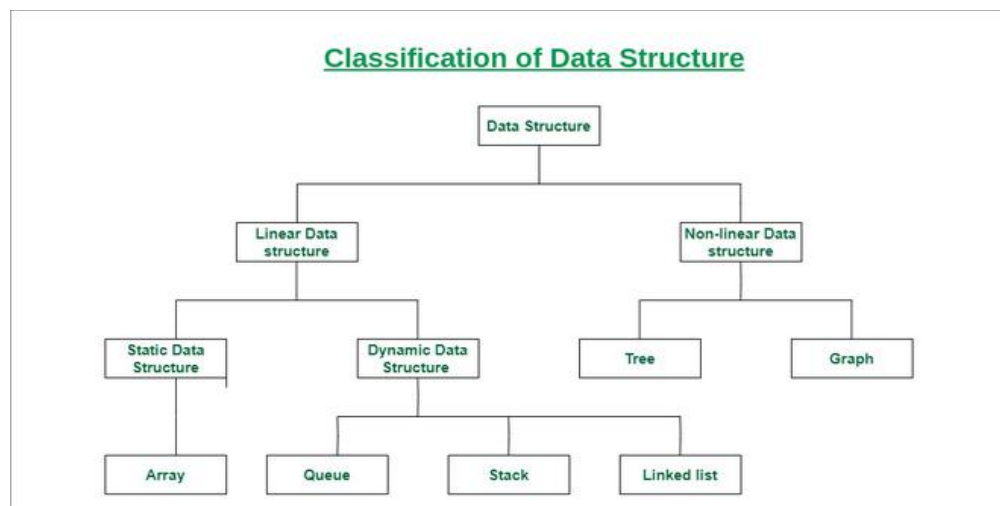 Classification of Data Structure
Data Structure
Linear Data
structure
Non-linear Data
structure
Static Data
Structure
Dynamic Data
Structure
Tree
Graph
Array
Queue
Stack
Linked list